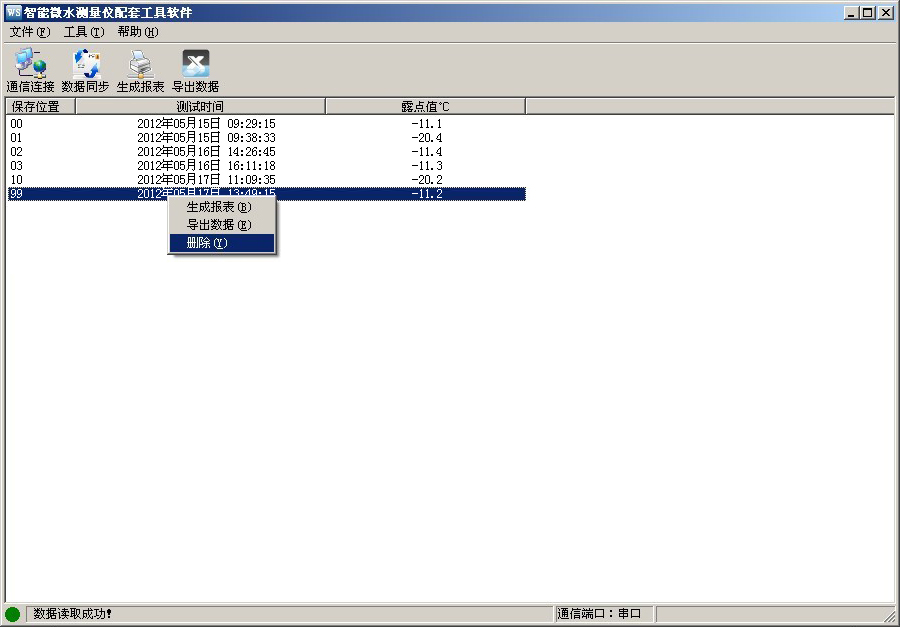 WS 智能微水测量仪配套工具软件
文件(F) 工具(T) 帮助(H)
通信连接 数据同步 生成报表 导出数据
保存位置 测试时间 露点值℃
00 2012年05月15日 09:29:15 -11.1
01 2012年05月15日 09:38:33 -20.4
02 2012年05月16日 14:26:45 -11.4
03 2012年05月16日 16:11:18 -11.3
10 2012年05月17日 11:09:35 -20.2
99 2012年05月17日 13:49:15 -11.2
生成报表(B)
导出数据(E)
删除(Y)
数据读取成功! 通信端口：串口